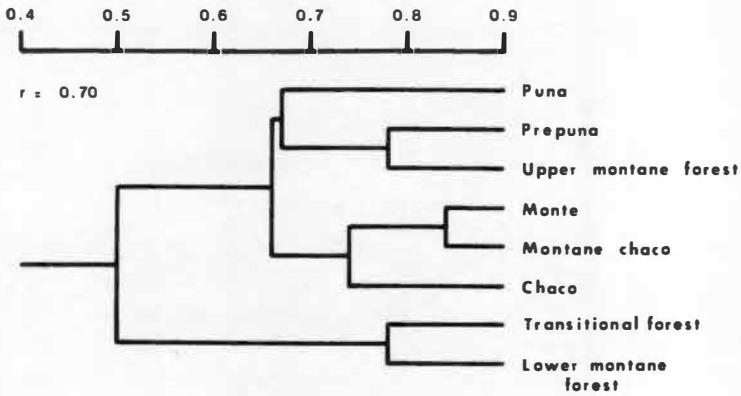 0.4 0.5 0.6 0.7 0.8 0.9
r = 0.70
Puna
Prepuna
Upper montane forest
Monte
Montane chaco
Chaco
Transitional forest
Lower montane
forest